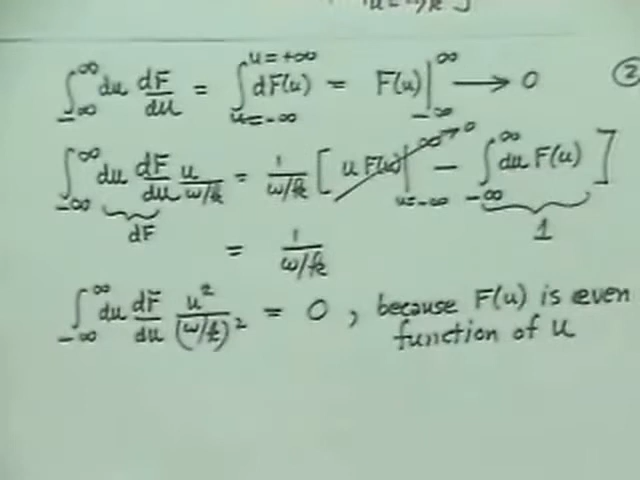 ∫_{-∞}^{∞} du dF/du = ∫_{u=-∞}^{u=+∞} dF(u) = F(u)|_{-∞}^{∞} ⟶ 0
②
∫_{-∞}^{∞} du dF/du u/(ω/k) = 1/(ω/k) [ u F(u)|_{u=-∞}^{∞} → 0 − ∫_{-∞}^{∞} du F(u) ]
dF
1
= 1/(ω/k)
∫_{-∞}^{∞} du dF/du u²/(ω/k)² = 0 , because F(u) is even
function of u